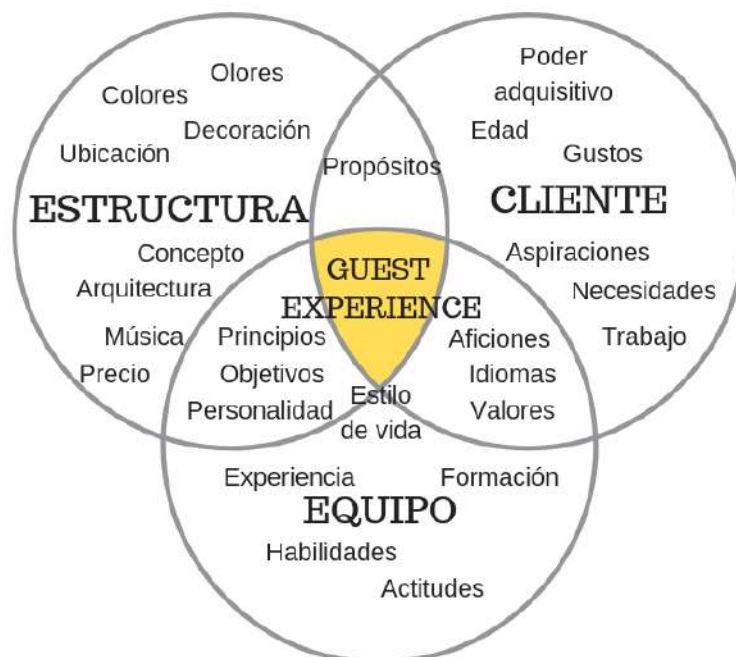 Olores
Colores
Decoración
Ubicación
ESTRUCTURA
Concepto
Arquitectura
Música
Precio
Propósitos
Poder
adquisitivo
Edad
Gustos
CLIENTE
Aspiraciones
Necesidades
Trabajo
GUEST
EXPERIENCE
Principios
Objetivos
Personalidad
Aficiones
Idiomas
Valores
Estilo
de vida
Experiencia
Formación
EQUIPO
Habilidades
Actitudes